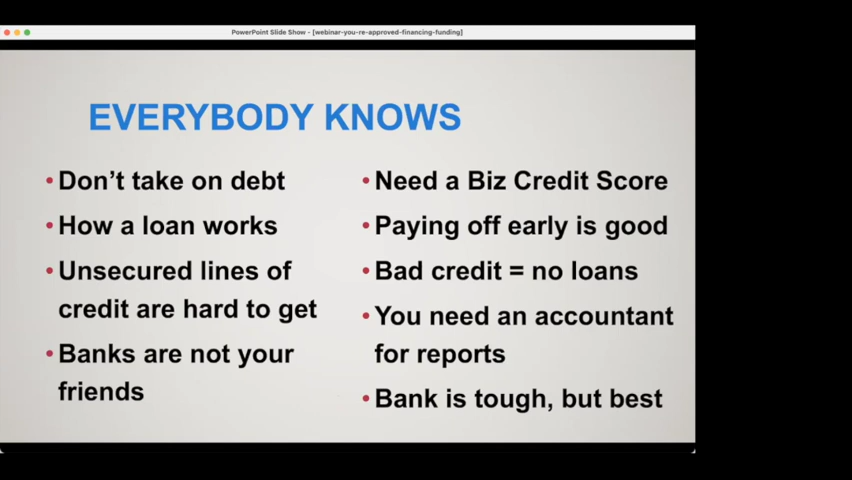 PowerPoint Slide Show - [webinar-you-re-approved-financing-funding]
EVERYBODY KNOWS
• Don’t take on debt
• How a loan works
• Unsecured lines of
credit are hard to get
• Banks are not your
friends
• Need a Biz Credit Score
• Paying off early is good
• Bad credit = no loans
• You need an accountant
for reports
• Bank is tough, but best